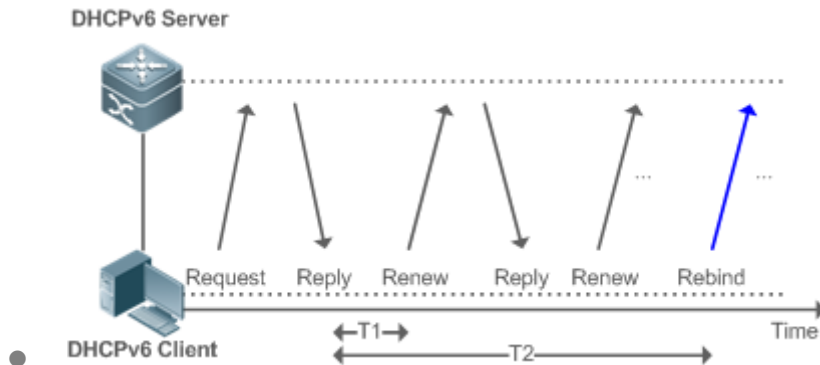 DHCPv6 Server
... ...
Request Reply Renew Reply Renew Rebind
T1
Time
T2
DHCPv6 Client